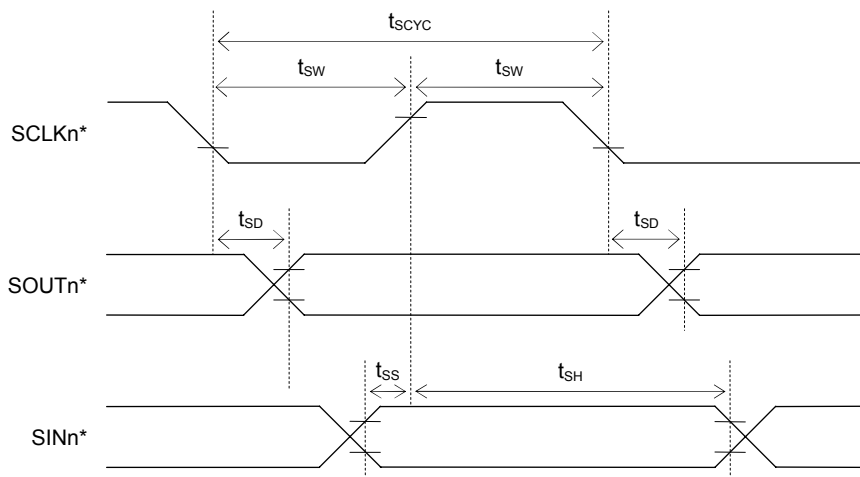 tSCYC
tSW tSW
SCLKn*
tSD tSD
SOUTn*
tSS tSH
SINn*